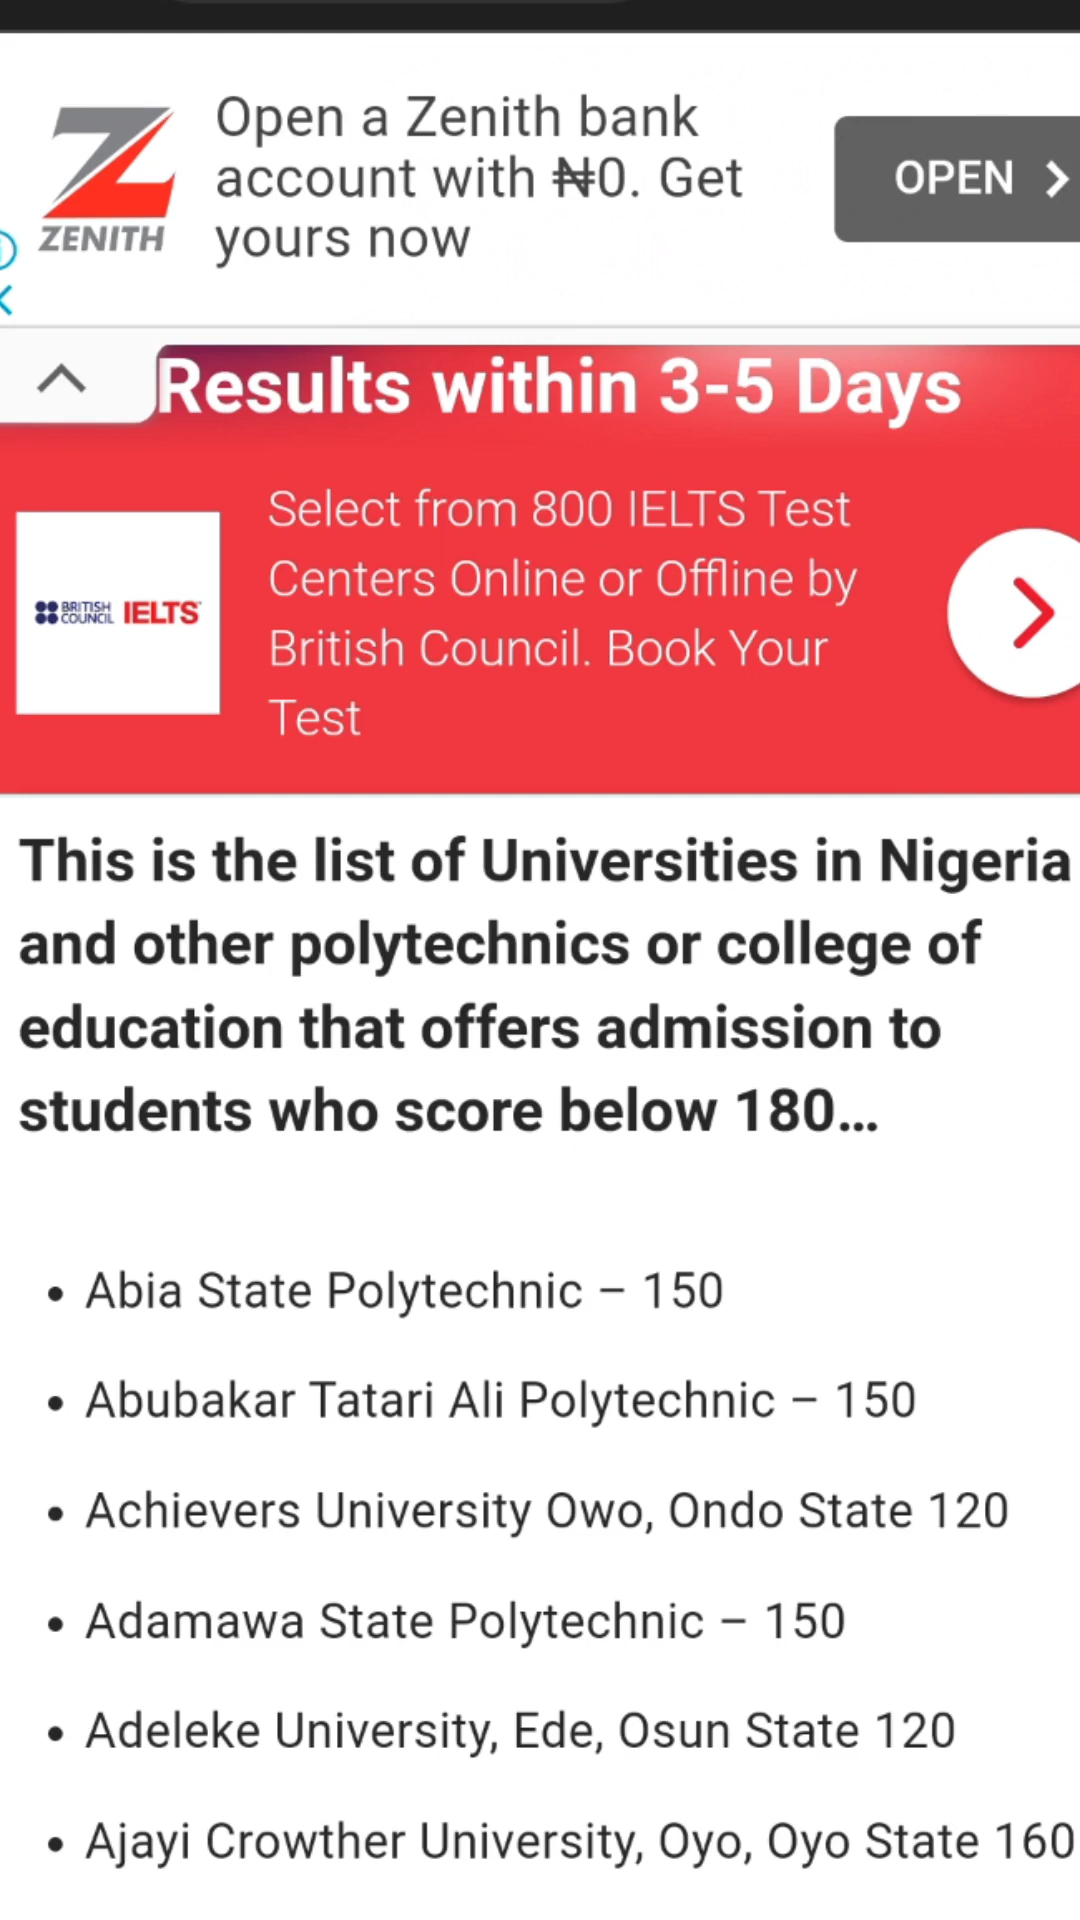 Open a Zenith bank
account with ₦0. Get
yours now
OPEN
ZENITH
Results within 3-5 Days
Select from 800 IELTS Test
Centers Online or Offline by
British Council. Book Your
Test
BRITISH
COUNCIL IELTS
This is the list of Universities in Nigeria
and other polytechnics or college of
education that offers admission to
students who score below 180...
• Abia State Polytechnic – 150
• Abubakar Tatari Ali Polytechnic – 150
• Achievers University Owo, Ondo State 120
• Adamawa State Polytechnic – 150
• Adeleke University, Ede, Osun State 120
• Ajayi Crowther University, Oyo, Oyo State 160